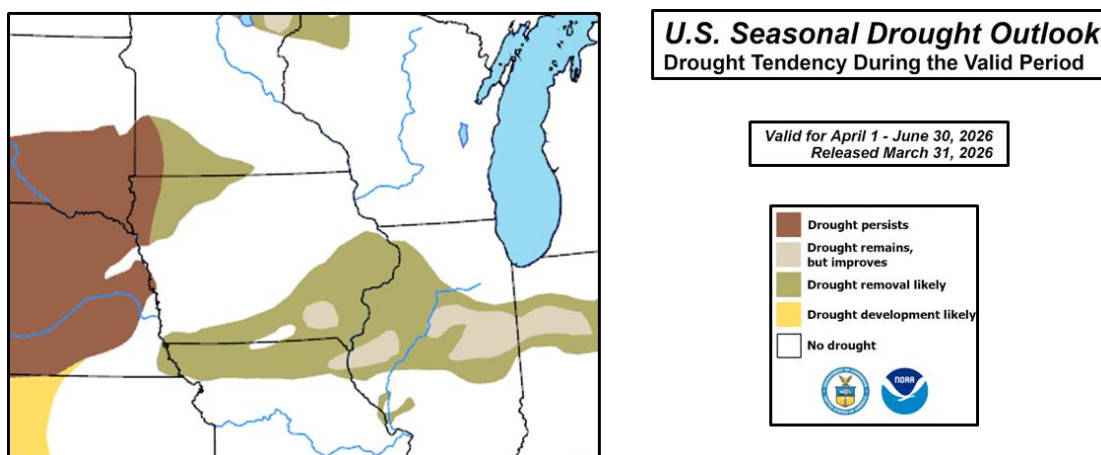 U.S. Seasonal Drought Outlook
Drought Tendency During the Valid Period
Valid for April 1 - June 30, 2026
Released March 31, 2026
Drought persists
Drought remains,
but improves
Drought removal likely
Drought development likely
No drought
NOAA